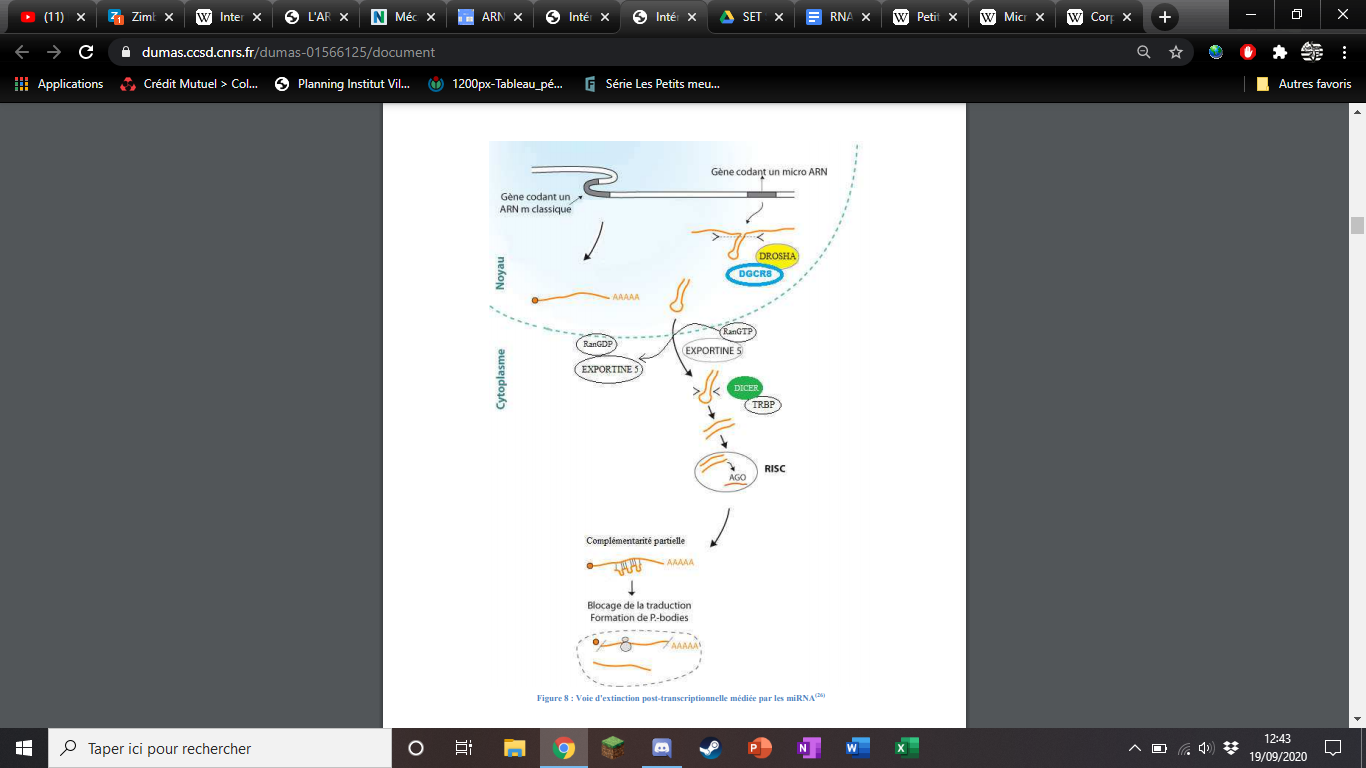 (11)
Zimb
Inter
L'AR
Méc
ARN
Intér
Intér
SET
RNA
Petit
Micr
Corp
dumas.ccsd.cnrs.fr/dumas-01566125/document
Applications
Crédit Mutuel > Col...
Planning Institut Vil...
1200px-Tableau_pé...
Série Les Petits meu...
Autres favoris
Gène codant un micro ARN
Gène codant un
ARN m classique
DROSHA
DGCR8
Noyau
AAAAA
RanGTP
RanGDP
EXPORTINE 5
EXPORTINE 5
Cytoplasme
DICER
TRBP
RISC
AGO
Complémentarité partielle
AAAAA
Blocage de la traduction
Formation de P.-bodies
AAAAA
Figure 8 : Voie d'extinction post-transcriptionnelle médiée par les miRNA(26)
Taper ici pour rechercher
12:43
19/09/2020